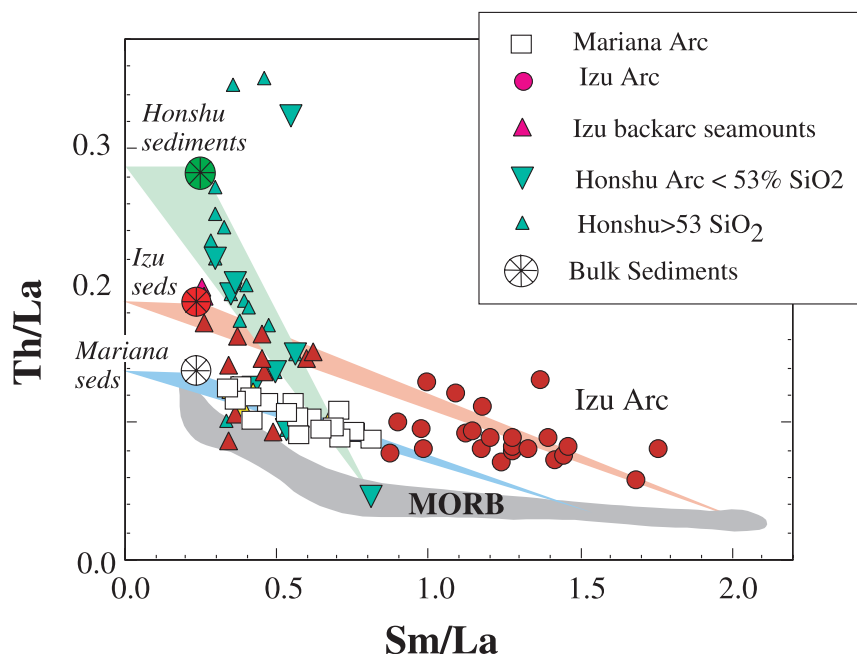 Mariana Arc
Izu Arc
Izu backarc seamounts
Honshu Arc < 53% SiO2
Honshu>53 SiO2
Bulk Sediments
Honshu
sediments
0.3
Izu
seds
0.2
Mariana
seds
Izu Arc
MORB
0.0
0.0
0.5
1.0
1.5
2.0
Th/La
Sm/La